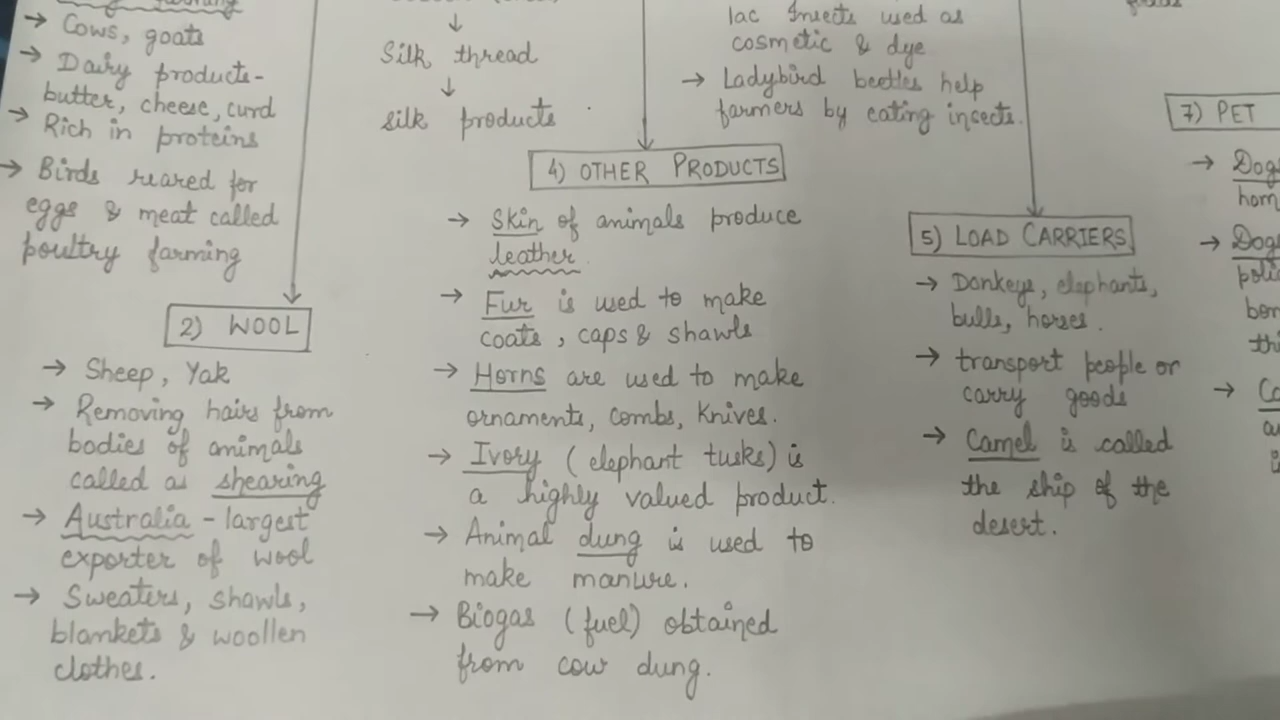 → Cows, goats
→ Dairy products-
butter, cheese, curd
→ Rich in proteins
→ Birds reared for
eggs & meat called
poultry farming
2) WOOL
→ Sheep, Yak
→ Removing hairs from
bodies of animals
called as shearing
→ Australia - largest
exporter of wool
→ Sweaters, shawls,
blankets & woollen
clothes.
↓
Silk thread
↓
silk products
lac Insects used as
cosmetic & dye
→ Ladybird beetles help
farmers by eating insects.
4) OTHER PRODUCTS
→ Skin of animals produce
leather
→ Fur is used to make
coats, caps & shawls
→ Horns are used to make
ornaments, combs, Knives.
→ Ivory (elephant tusks) is
a highly valued product.
→ Animal dung is used to
make manure.
→ Biogas (fuel) obtained
from cow dung.
5) LOAD CARRIERS
→ Donkeys, elephants,
bulls, horses.
→ transport people or
carry goods
→ Camel is called
the ship of the
desert.
7) PET
→ Dog
hom
→ Dog
poli
bom
thi
→